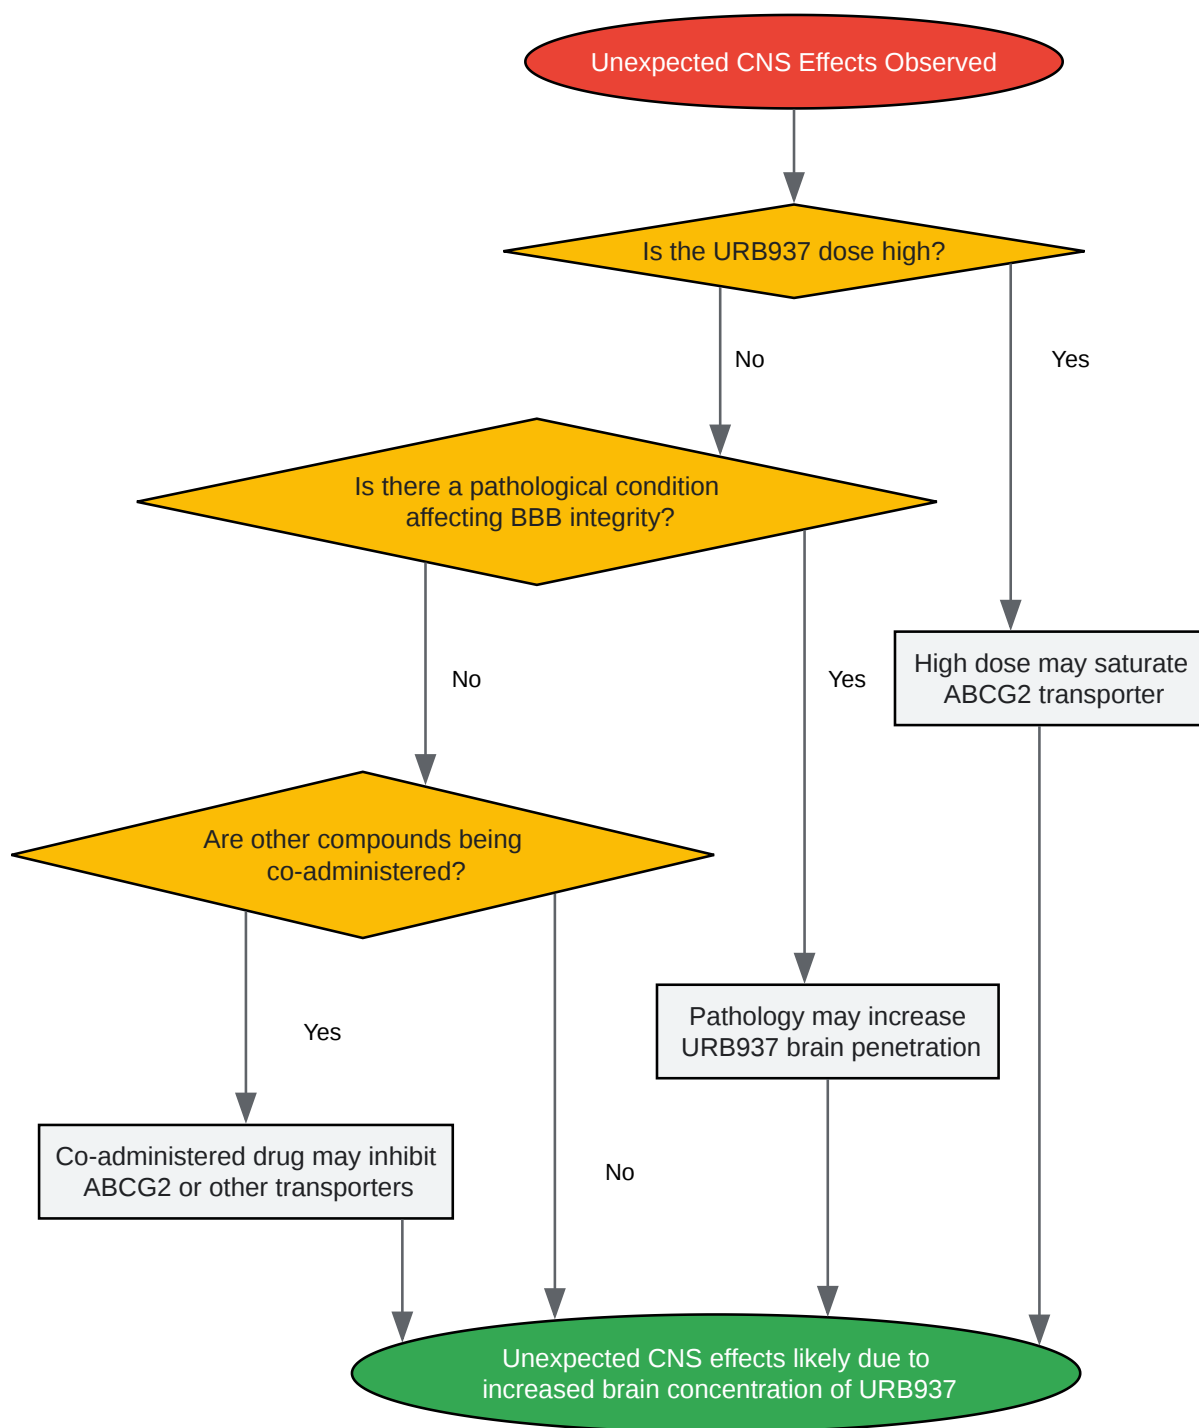 Unexpected CNS Effects Observed
Is the URB937 dose high?
No
Yes
Is there a pathological condition
affecting BBB integrity?
No
Yes
High dose may saturate
ABCG2 transporter
Are other compounds being
co-administered?
Yes
Pathology may increase
URB937 brain penetration
Co-administered drug may inhibit
ABCG2 or other transporters
No
Unexpected CNS effects likely due to
increased brain concentration of URB937